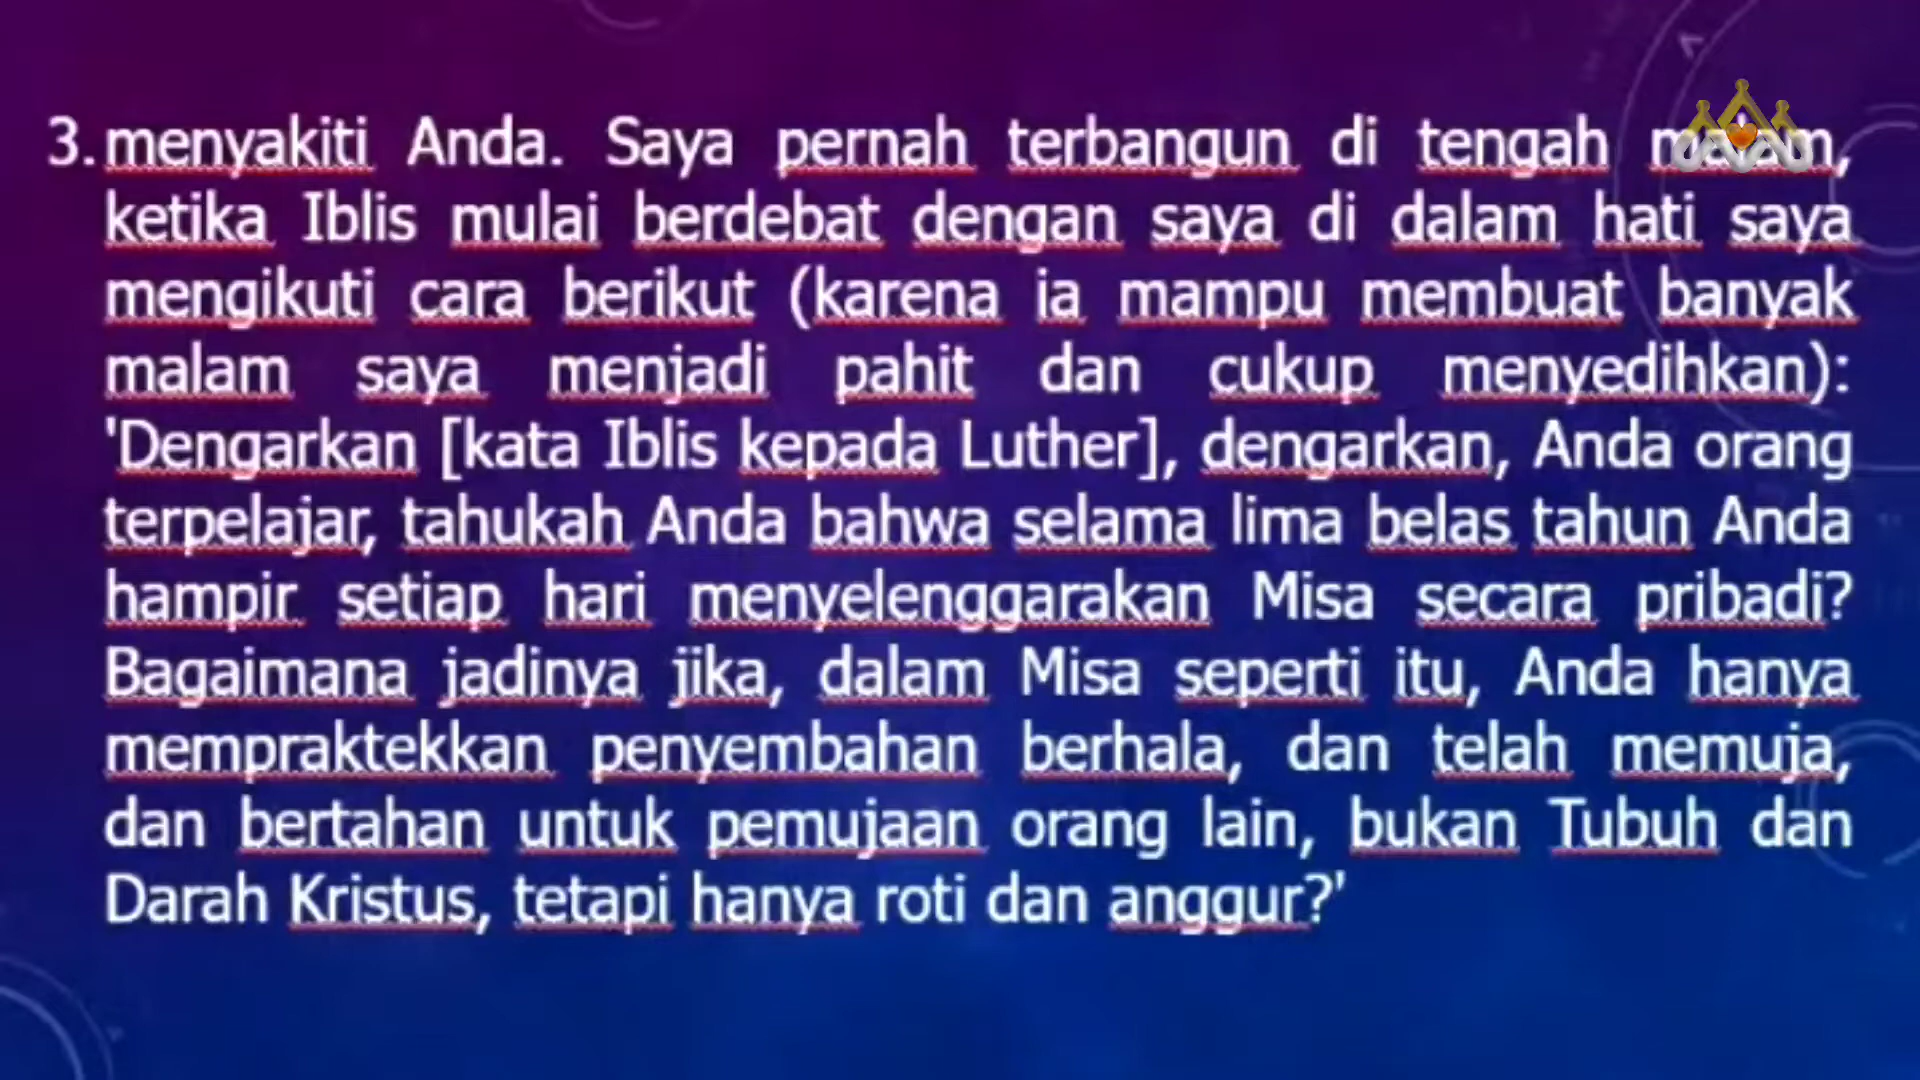 3. menyakiti Anda. Saya pernah terbangun di tengah malam,
ketika Iblis mulai berdebat dengan saya di dalam hati saya
mengikuti cara berikut (karena ia mampu membuat banyak
malam saya menjadi pahit dan cukup menyedihkan):
'Dengarkan [kata Iblis kepada Luther], dengarkan, Anda orang
terpelajar, tahukah Anda bahwa selama lima belas tahun Anda
hampir setiap hari menyelenggarakan Misa secara pribadi?
Bagaimana jadinya jika, dalam Misa seperti itu, Anda hanya
mempraktekkan penyembahan berhala, dan telah memuja,
dan bertahan untuk pemujaan orang lain, bukan Tubuh dan
Darah Kristus, tetapi hanya roti dan anggur?'